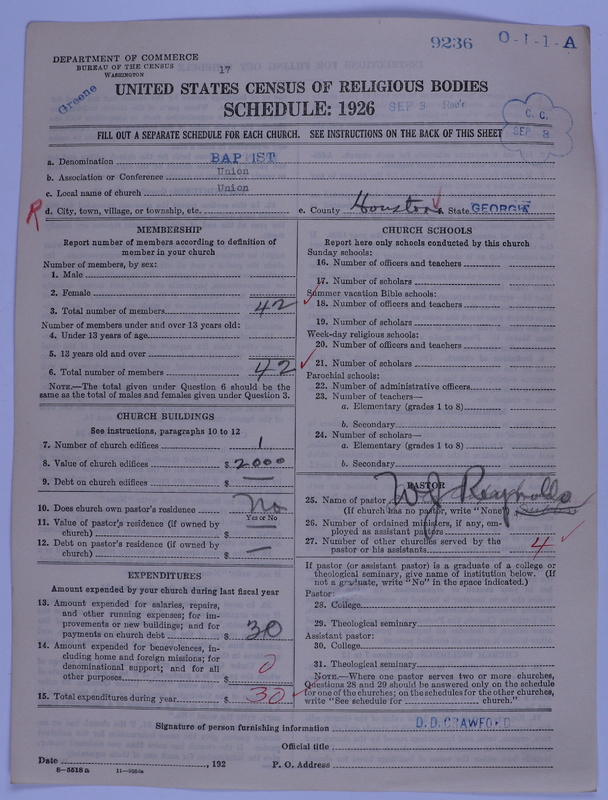 9236 O-1-1-A
DEPARTMENT OF COMMERCE
BUREAU OF THE CENSUS
WASHINGTON
17
Greene
UNITED STATES CENSUS OF RELIGIOUS BODIES
SCHEDULE: 1926
SEP 3 Rec'r
C. C.
SEP 3
FILL OUT A SEPARATE SCHEDULE FOR EACH CHURCH. SEE INSTRUCTIONS ON THE BACK OF THIS SHEET
a. Denomination BAPTIST
b. Association or Conference Union
c. Local name of church Union
R
d. City, town, village, or township, etc.
e. County Houston State GEORGIA
MEMBERSHIP
Report number of members according to definition of
member in your church
Number of members, by sex:
1. Male
2. Female
3. Total number of members 42
Number of members under and over 13 years old:
4. Under 13 years of age
5. 13 years old and over
6. Total number of members 42
NOTE.—The total given under Question 6 should be
same as the total of males and females given under Question 3.
CHURCH BUILDINGS
See instructions, paragraphs 10 to 12
7. Number of church edifices 1
8. Value of church edifices $ 2000
9. Debt on church edifices $ —
10. Does church own pastor's residence No
Yes or No
11. Value of pastor's residence (if owned by
church) $
12. Debt on pastor's residence (if owned by
church) $ —
EXPENDITURES
Amount expended by your church during last fiscal year
13. Amount expended for salaries, repairs,
and other running expenses; for im-
provements or new buildings; and for
payments on church debt $ 30
14. Amount expended for benevolences, in-
cluding home and foreign missions; for
denominational support; and for all
other purposes $ 0
15. Total expenditures during year $ 30
CHURCH SCHOOLS
Report here only schools conducted by this church
Sunday schools:
16. Number of officers and teachers
17. Number of scholars
Summer vacation Bible schools:
18. Number of officers and teachers
19. Number of scholars
Week-day religious schools:
20. Number of officers and teachers
21. Number of scholars
Parochial schools:
22. Number of administrative officers
23. Number of teachers—
a. Elementary (grades 1 to 8)
b. Secondary
24. Number of scholars—
a. Elementary (grades 1 to 8)
b. Secondary
PASTOR
25. Name of pastor W J Reynolds
(If church has no pastor, write "None")
26. Number of ordained ministers, if any, em-
ployed as assistant pastors
27. Number of other churches served by the
pastor or his assistants 4
If pastor (or assistant pastor) is a graduate of a college or
theological seminary, give name of institution below. (If
not a graduate, write "No" in the space indicated.)
Pastor:
28. College
29. Theological seminary
Assistant pastor:
30. College
31. Theological seminary
NOTE.—Where one pastor serves two or more churches,
Questions 28 and 29 should be answered only on the schedule
for one of the churches; on the schedules for the other churches,
write "See schedule for church."
Signature of person furnishing information D. D. CRAWFORD
Official title
Date , 192 P. O. Address
8-5518 a